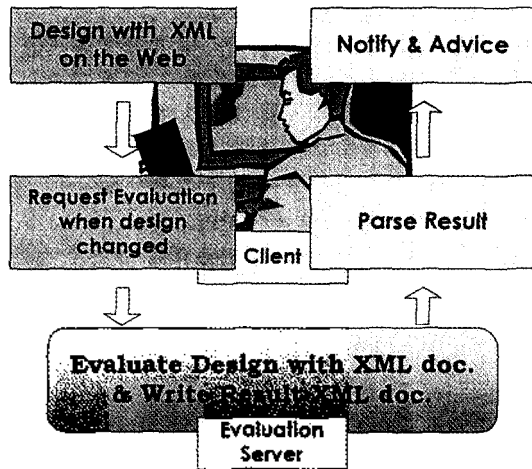 Design with XML
on the Web
Notify & Advice
Request Evaluation
when design
changed
Parse Result
Client
Evaluate Design with XML doc.
& Write Result XML doc.
Evaluation
Server